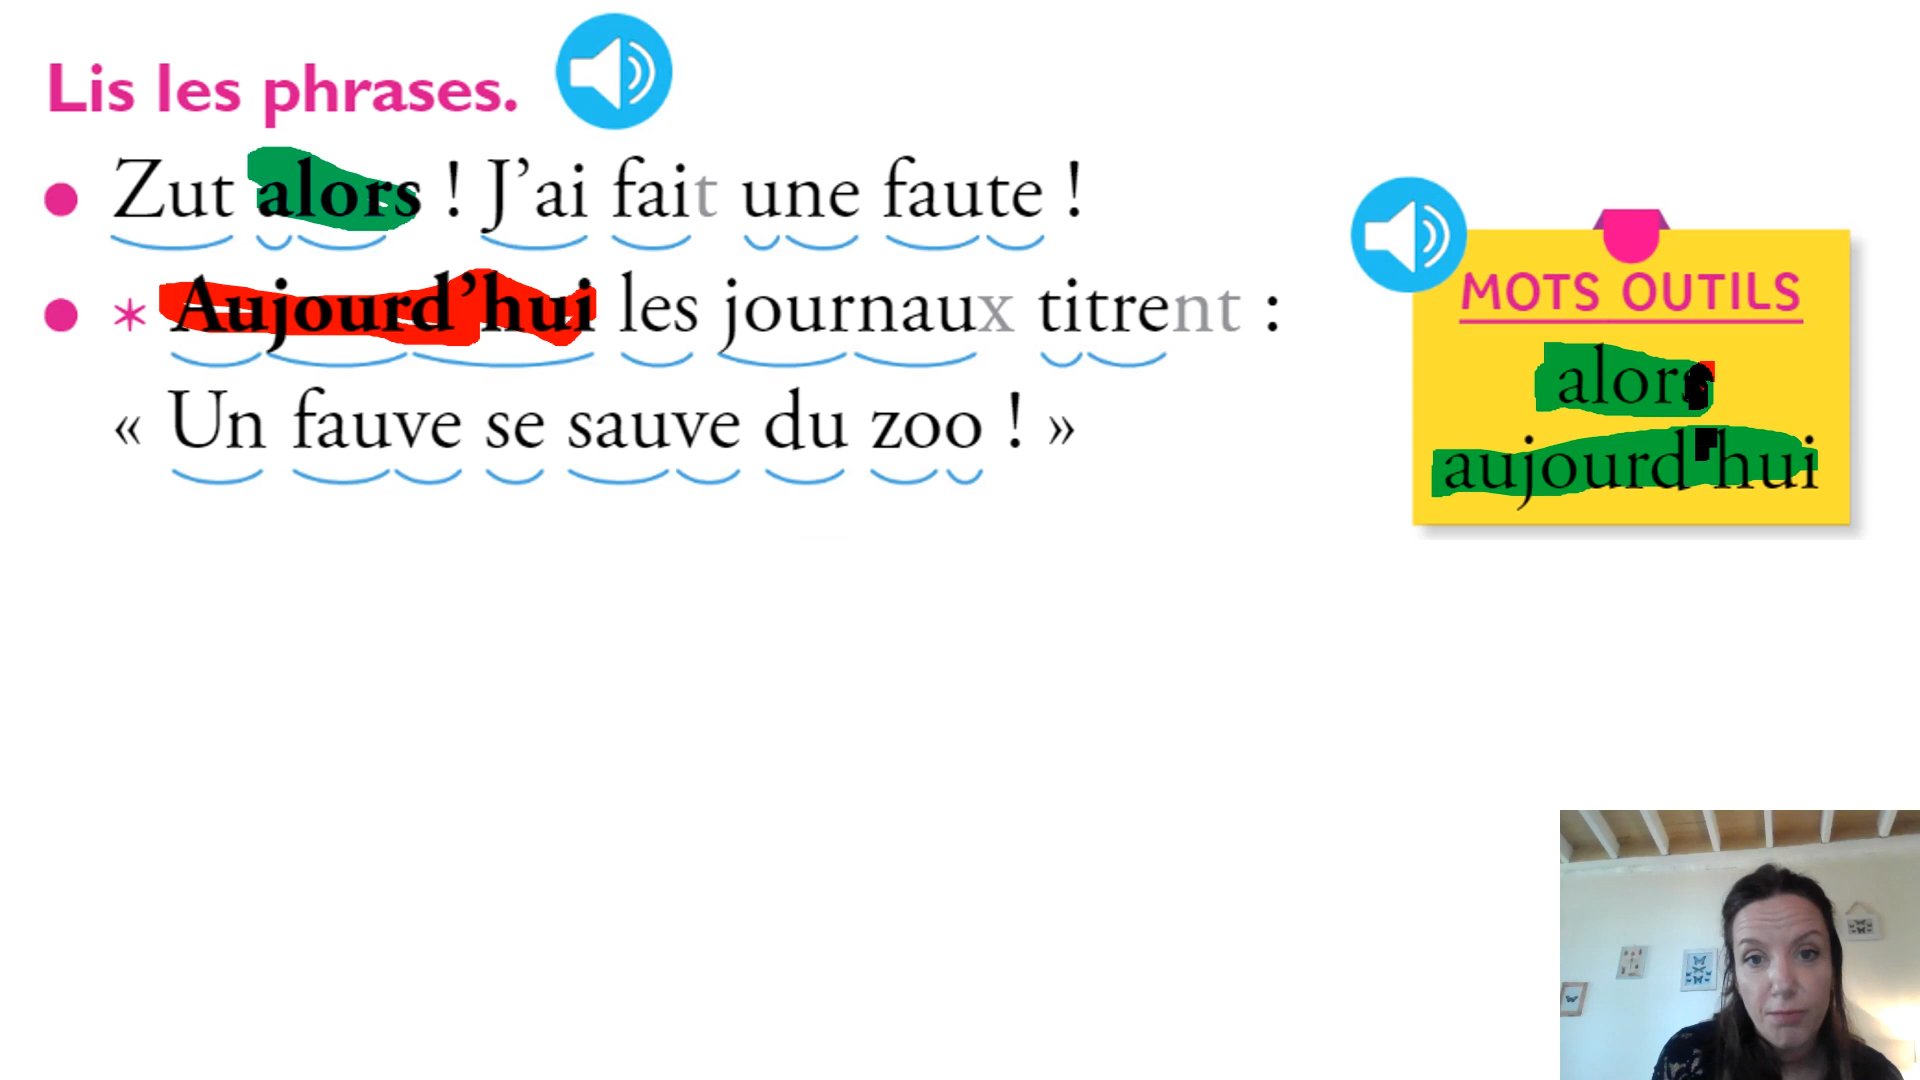 Lis les phrases.
• Zut alors ! J’ai fait une faute !
• * Aujourd’hui les journaux titrent :
« Un fauve se sauve du zoo ! »
MOTS OUTILS
alors
aujourd'hui